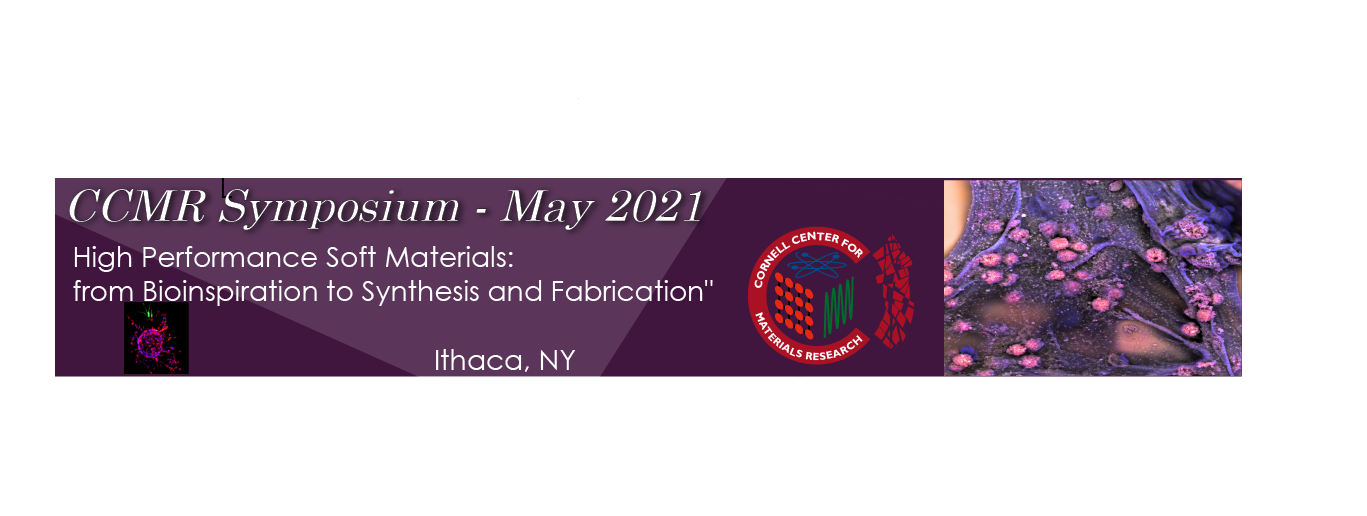 CCMR Symposium - May 2021
High Performance Soft Materials:
from Bioinspiration to Synthesis and Fabrication"
Ithaca, NY
CORNELL CENTER FOR
MATERIALS RESEARCH